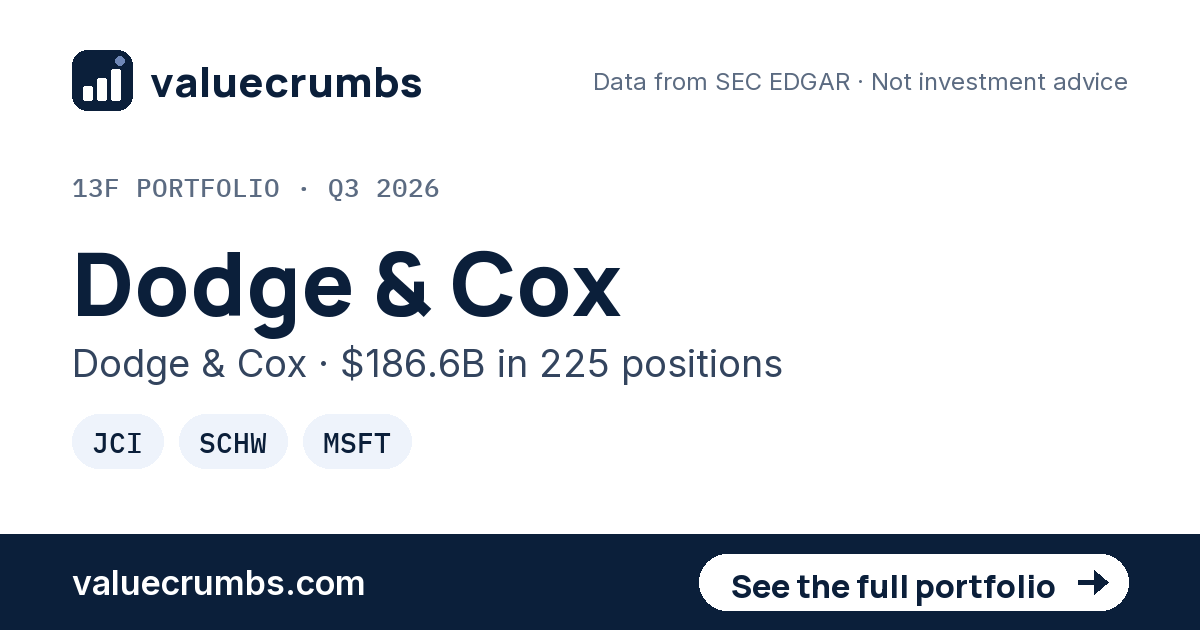 valuecrumbs
Data from SEC EDGAR · Not investment advice
13F PORTFOLIO · Q3 2026
Dodge & Cox
Dodge & Cox · $186.6B in 225 positions
JCI SCHW MSFT
valuecrumbs.com
See the full portfolio →